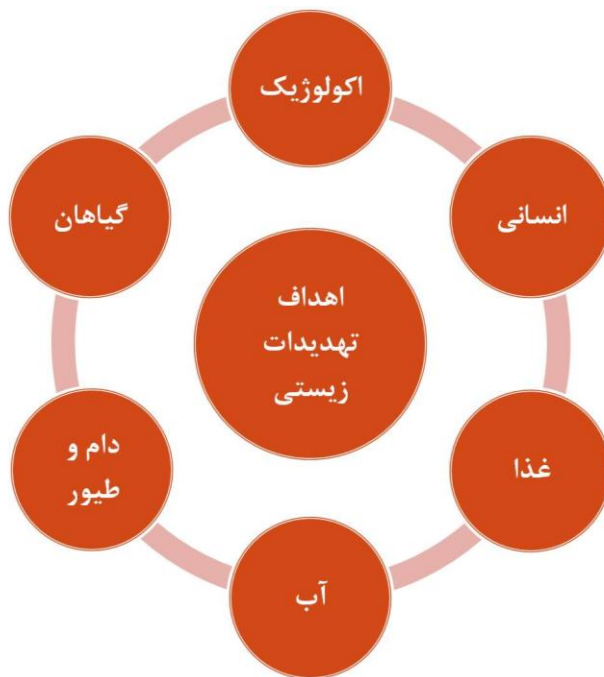 اکولوژیک
انسانی
غذا
آب
دام و
طیور
گیاهان
اهداف
تهدیدات
زیستی